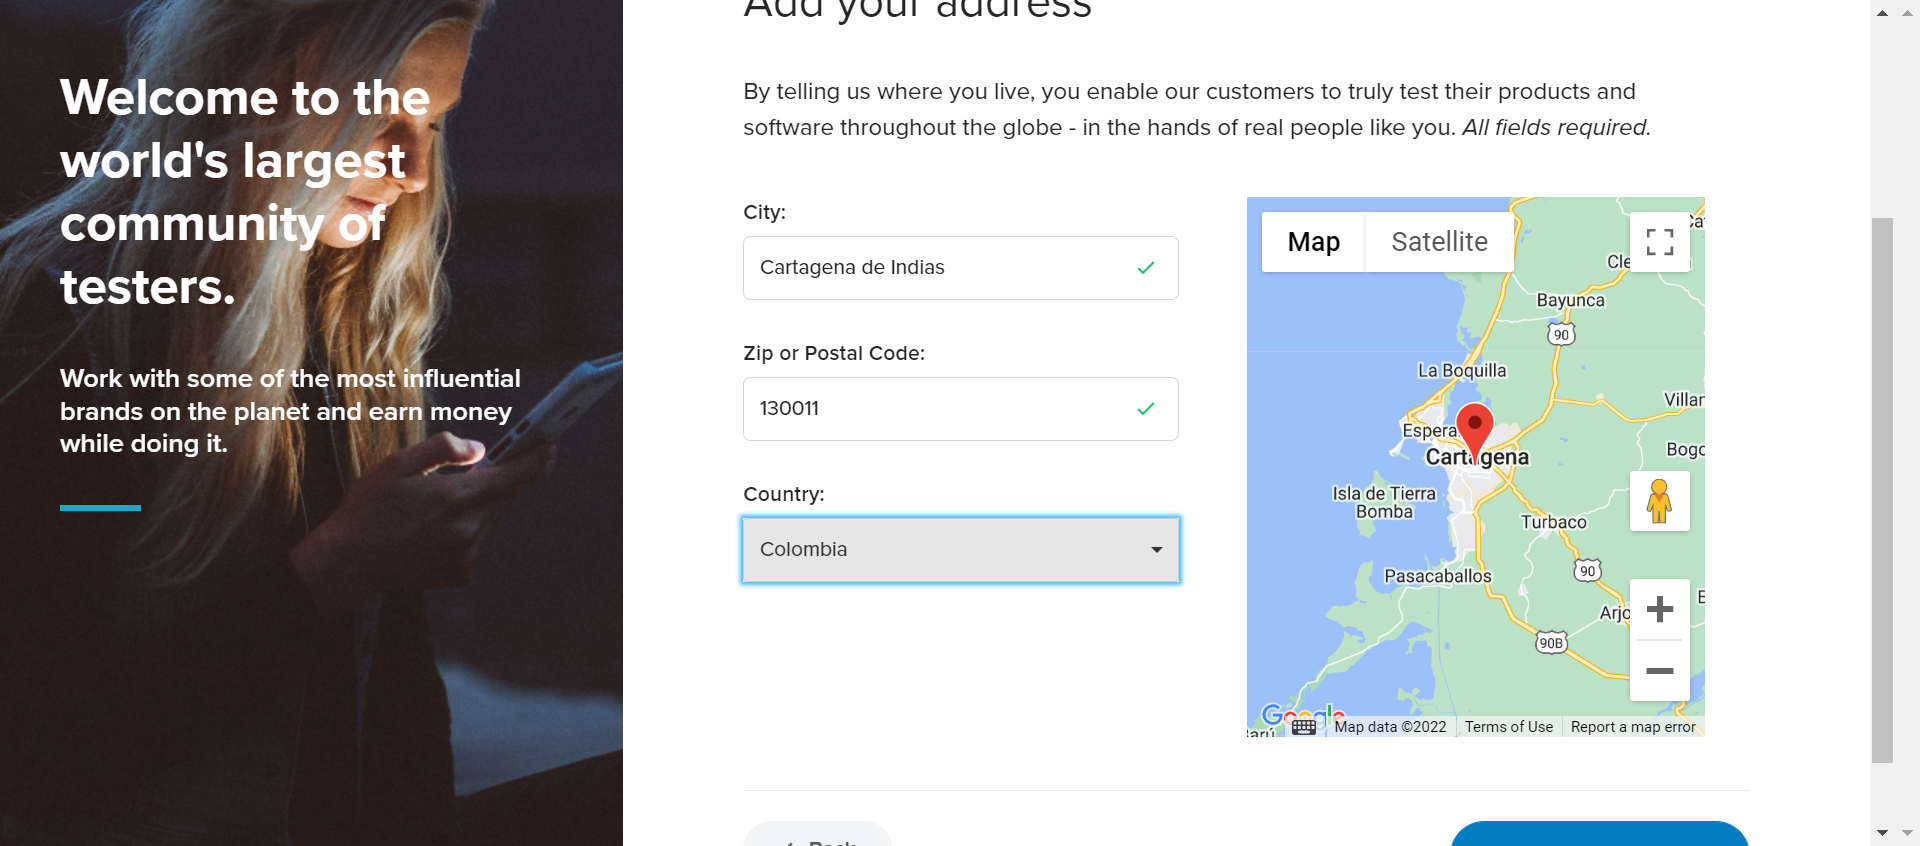 Welcome to the
world's largest
community of
testers.
Work with some of the most influential
brands on the planet and earn money
while doing it.
Add your address
By telling us where you live, you enable our customers to truly test their products and
software throughout the globe - in the hands of real people like you. All fields required.
City:
Cartagena de Indias
Zip or Postal Code:
130011
Country:
Colombia
Map
Satellite
Cle
Bayunca
90
La Boquilla
Villan
Espera
Cartagena
Bogo
Isla de Tierra
Bomba
Turbaco
90
Pasacaballos
Arjo
90B
Google
Map data ©2022
Terms of Use
Report a map error
Back